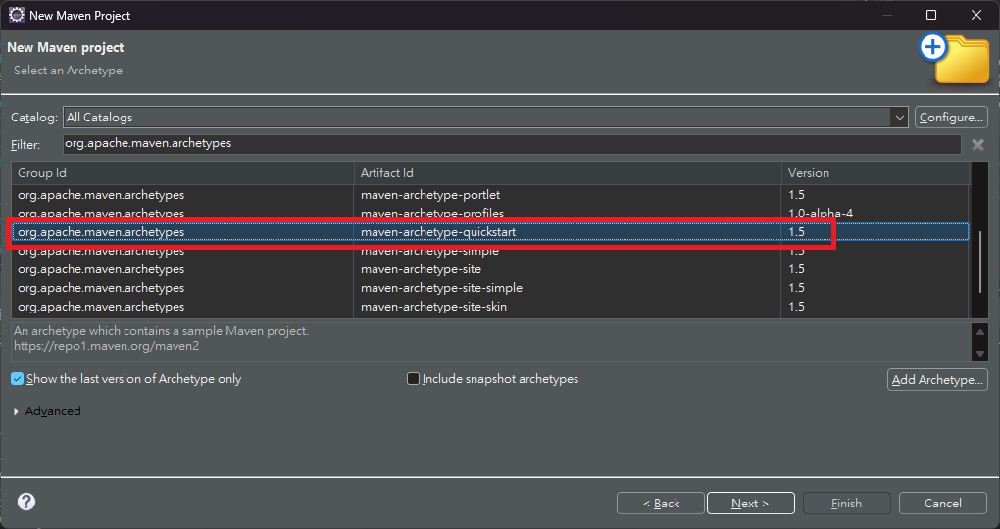 New Maven Project
New Maven project
Select an Archetype
Catalog: All Catalogs Configure...
Filter: org.apache.maven.archetypes
Group Id Artifact Id Version
org.apache.maven.archetypes maven-archetype-portlet 1.5
org.apache.maven.archetypes maven-archetype-profiles 1.0-alpha-4
org.apache.maven.archetypes maven-archetype-quickstart 1.5
org.apache.maven.archetypes maven-archetype-simple 1.5
org.apache.maven.archetypes maven-archetype-site 1.5
org.apache.maven.archetypes maven-archetype-site-simple 1.5
org.apache.maven.archetypes maven-archetype-site-skin 1.5
An archetype which contains a sample Maven project.
https://repo1.maven.org/maven2
Show the last version of Archetype only Include snapshot archetypes Add Archetype...
Advanced
? < Back Next > Finish Cancel